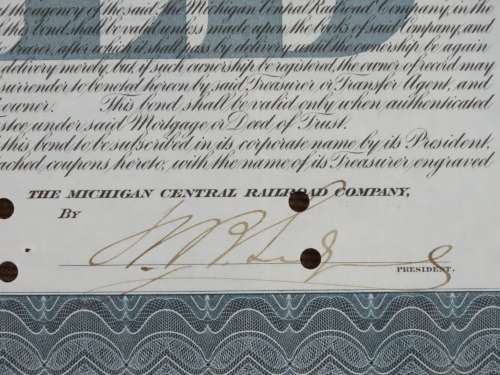 the agency of the said, the Michigan Central Railroad Company, in the
this bond shall be valid unless made upon the books of said Company, and
bearer, after which it shall pass by delivery until the ownership be again
delivery merely, but if such ownership be registered, the owner of record may
surrender to be held hereon by said Treasurer or Transfer Agent, and
owner. This bond shall be valid only when authenticated
stee under said Mortgage or Deed of Trust.
this bond to be subscribed in its corporate name by its President,
ached coupons hereto, with the name of its Treasurer engraved
THE MICHIGAN CENTRAL RAILROAD COMPANY,
BY
PRESIDENT.